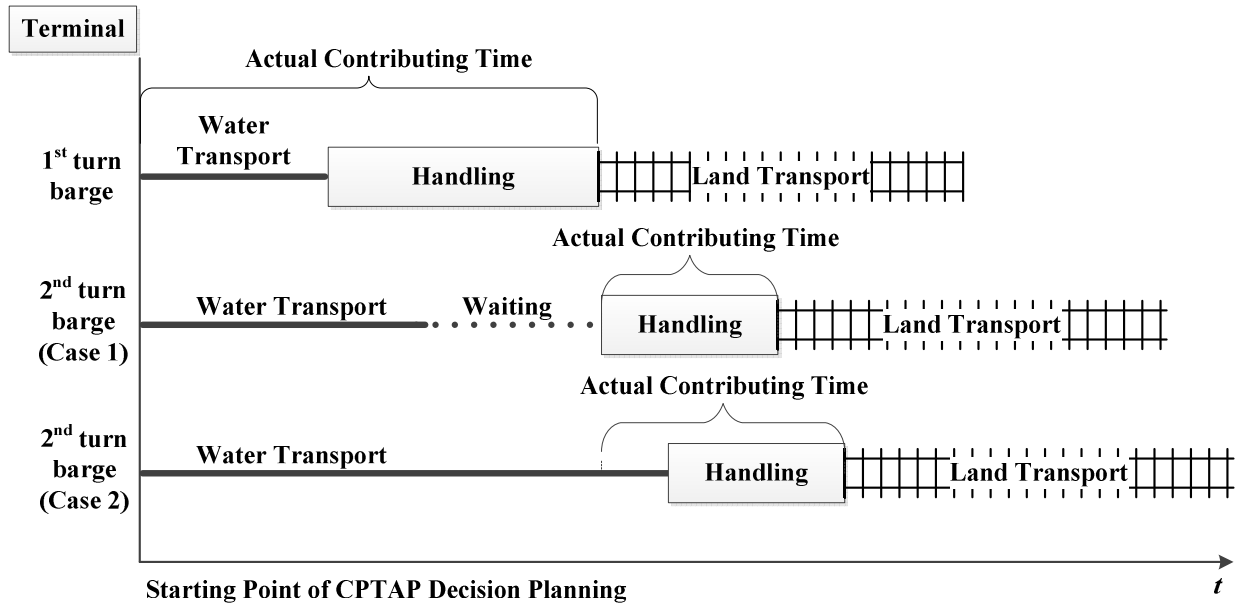 Terminal
Actual Contributing Time
Water
Transport
1st turn
barge
Handling
Land Transport
Actual Contributing Time
2nd turn
barge
(Case 1)
Water Transport
Waiting
Handling
Land Transport
Actual Contributing Time
2nd turn
barge
(Case 2)
Water Transport
Handling
Land Transport
Starting Point of CPTAP Decision Planning
t